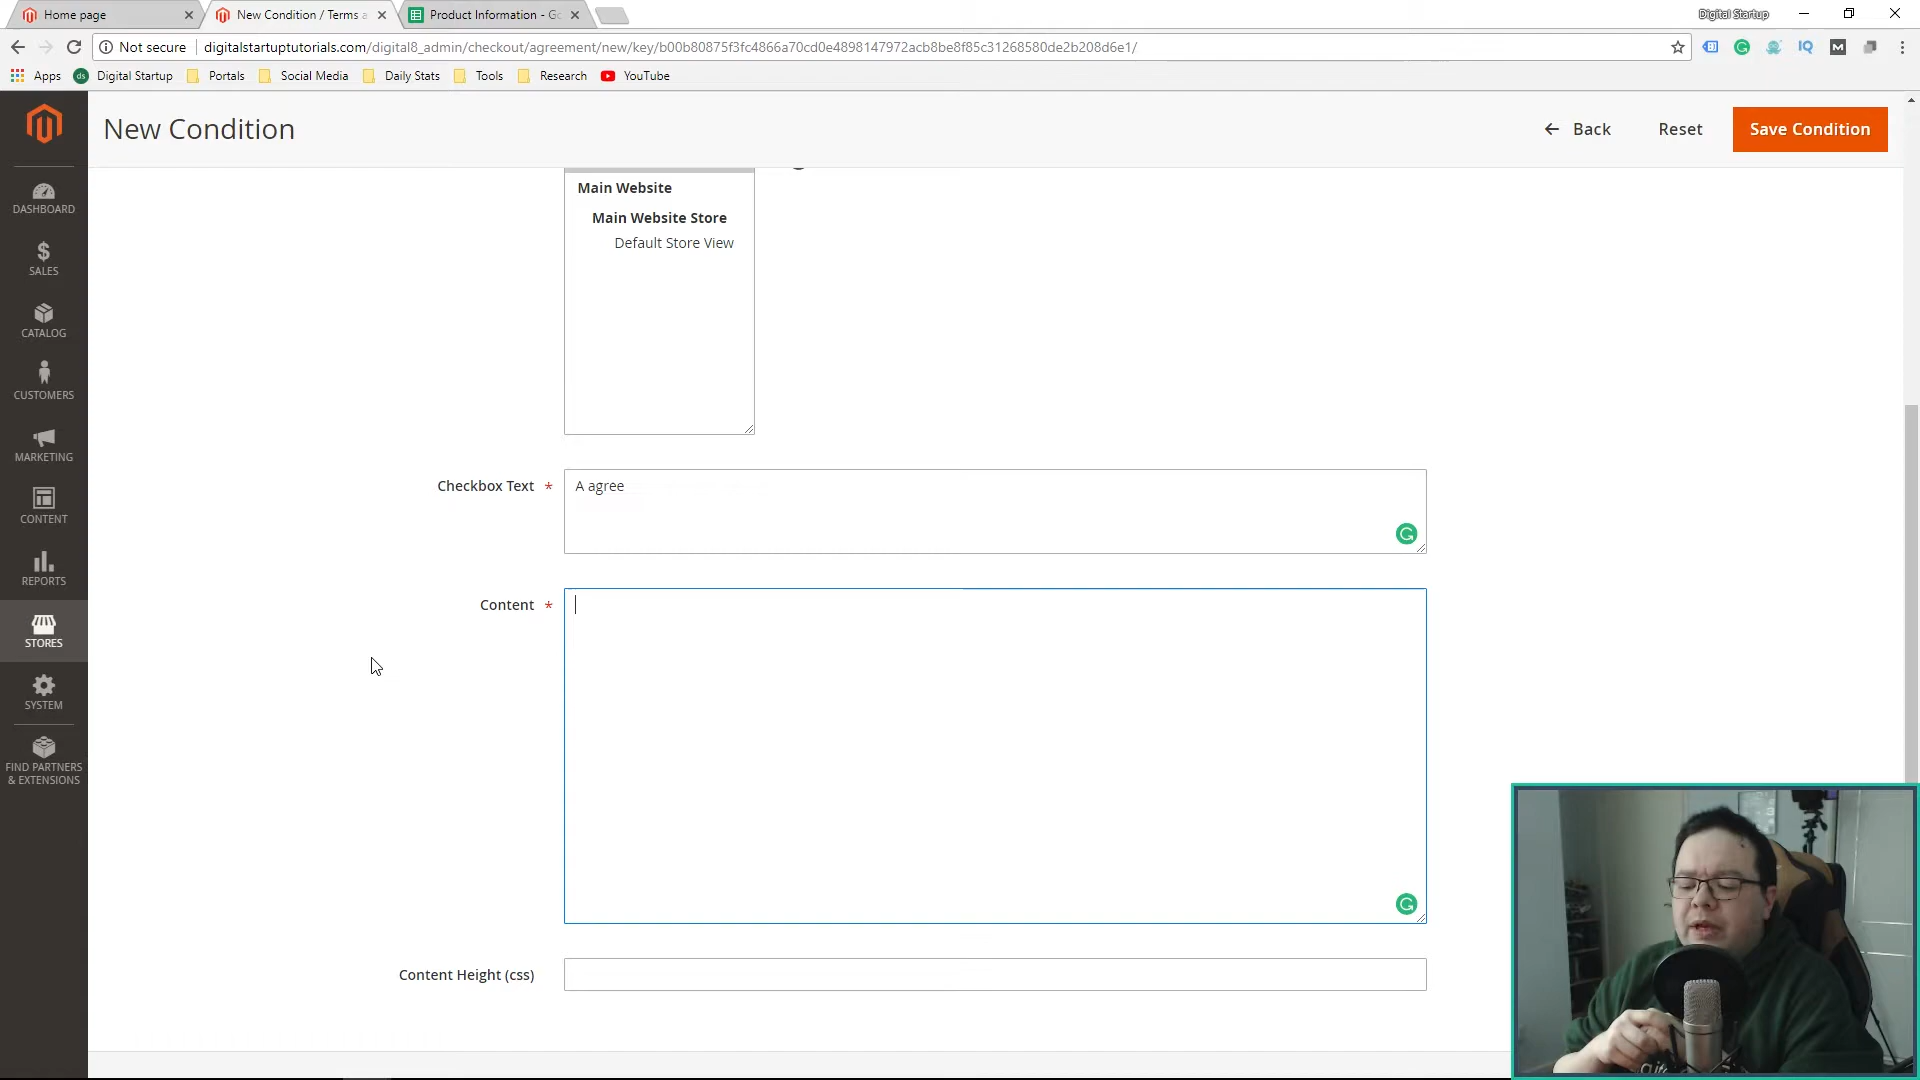 Home page
New Condition / Terms a
Product Information - Go
Digital Startup
Not secure
digitalstartuptutorials.com/digital8_admin/checkout/agreement/new/key/b00b80875f3fc4866a70cd0e4898147972acb8be8f85c31268580de2b208d6e1/
Apps
Digital Startup
Portals
Social Media
Daily Stats
Tools
Research
YouTube
New Condition
Back
Reset
Save Condition
DASHBOARD
SALES
CATALOG
CUSTOMERS
MARKETING
CONTENT
REPORTS
STORES
SYSTEM
FIND PARTNERS
& EXTENSIONS
Main Website
Main Website Store
Default Store View
Checkbox Text *
A agree
Content *
Content Height (css)